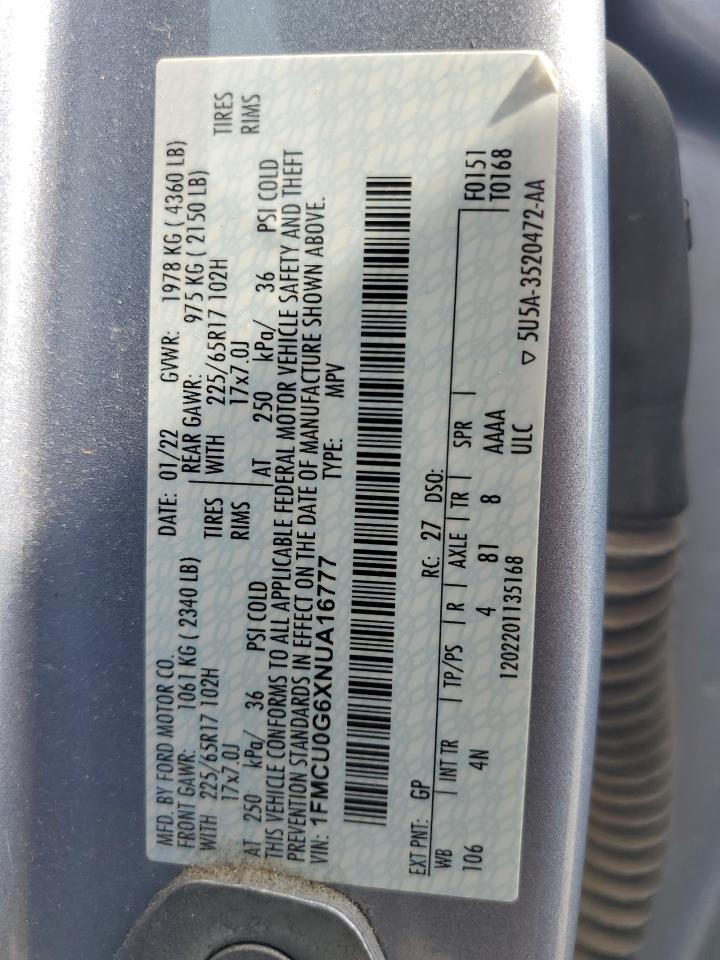 MFD. BY FORD MOTOR CO.
DATE: 01/22 GVWR: 1978 KG ( 4360 LB)
FRONT GAWR: 1061 KG ( 2340 LB) REAR GAWR: 975 KG ( 2150 LB)
WITH 225/65R17 102H TIRES WITH 225/65R17 102H TIRES
17x7.0J RIMS 17x7.0J RIMS
AT 250 kPa/ 36 PSI COLD AT 250 kPa/ 36 PSI COLD
THIS VEHICLE CONFORMS TO ALL APPLICABLE FEDERAL MOTOR VEHICLE SAFETY AND THEFT
PREVENTION STANDARDS IN EFFECT ON THE DATE OF MANUFACTURE SHOWN ABOVE.
VIN: 1FMCU0G6XNUA16777 TYPE: MPV
EXT PNT: GP RC: 27 DSO: F0151
WB INT TR TP/PS R AXLE TR SPR T0168
106 4N 4 81 8 AAAA
1202201135168 ULC ▽ 5U5A-3520472-AA